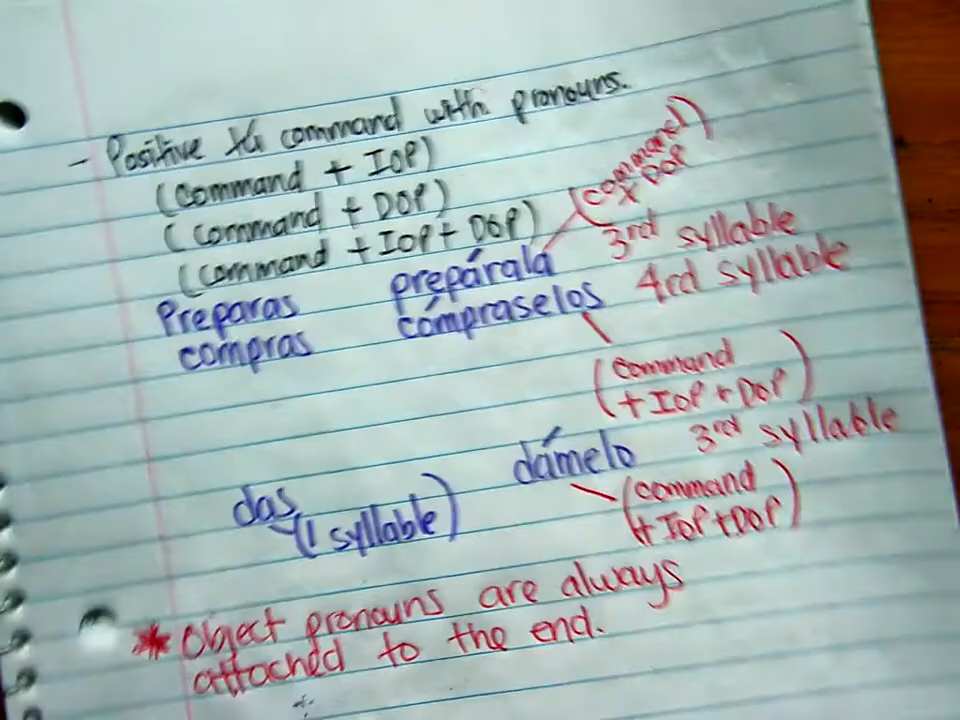 - Positive tú command with pronouns.
(Command + IOP)
(command + DOP)
(command + IOP + DOP)
(command + DOP)
Preparas prepárala 3rd syllable
compras cómpraselos 4rd syllable
(command
+ IOP + DOP)
das (1 syllable) dámelo 3rd syllable
(command
+ IOP + DOP)
* Object pronouns are always
attached to the end.